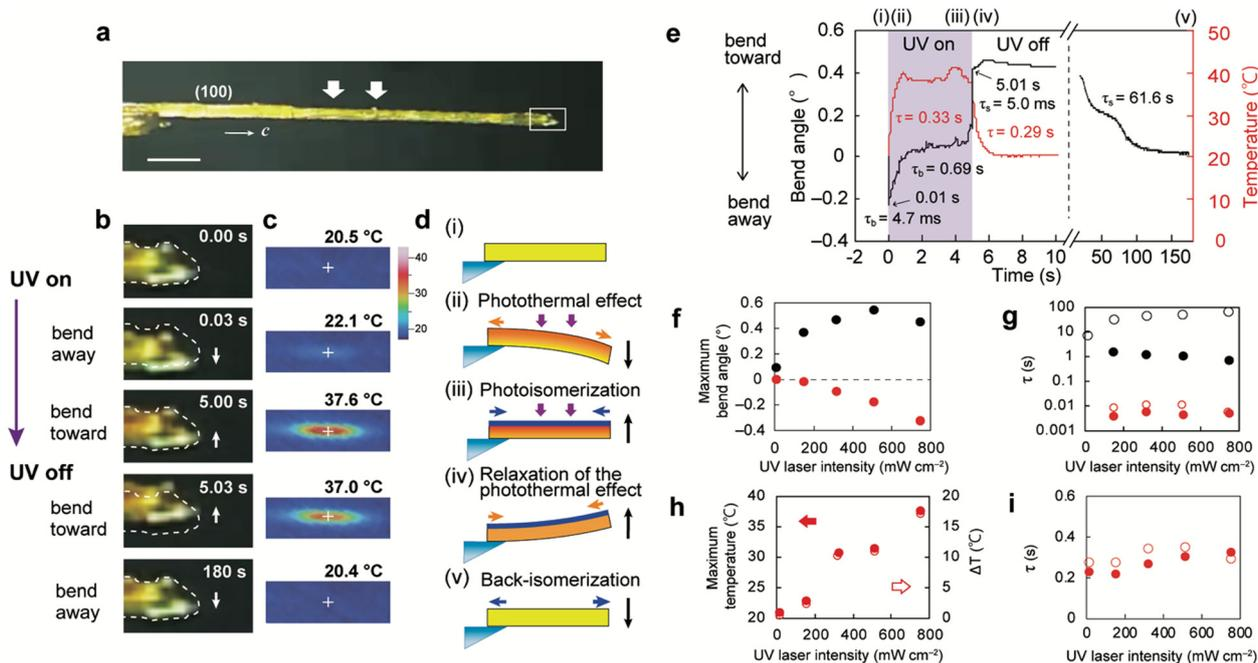 a
(100)
c
b
c
d
UV on
bend
away
bend
toward
UV off
bend
toward
bend
away
0.00 s
0.03 s
5.00 s
5.03 s
180 s
20.5 °C
22.1 °C
37.6 °C
37.0 °C
20.4 °C
40
30
20
(i)
(ii) Photothermal effect
(iii) Photoisomerization
(iv) Relaxation of the
photothermal effect
(v) Back-isomerization
e
bend
toward
bend
away
(i)(ii) (iii) (iv) (v)
UV on UV off
Bend angle (°)
0.6
0.4
0.2
0
−0.2
−0.4
5.01 s
τs = 5.0 ms
τ = 0.33 s
τ = 0.29 s
τb = 0.69 s
0.01 s
τb = 4.7 ms
τs = 61.6 s
50
40
30
20
10
0
Temperature (°C)
-2 0 2 4 6 8 10 50 100 150
Time (s)
f
Maximum
bend angle (°)
0.6
0.4
0.2
0
−0.2
−0.4
0 200 400 600 800
UV laser intensity (mW cm−2)
g
τ (s)
100
10
1
0.1
0.01
0.001
0 200 400 600 800
UV laser intensity (mW cm−2)
h
Maximum
temperature (°C)
40
35
30
25
20
20
15
10
5
0
ΔT (°C)
0 200 400 600 800
UV laser intensity (mW cm−2)
i
τ (s)
0.6
0.4
0.2
0
0 200 400 600 800
UV laser intensity (mW cm−2)